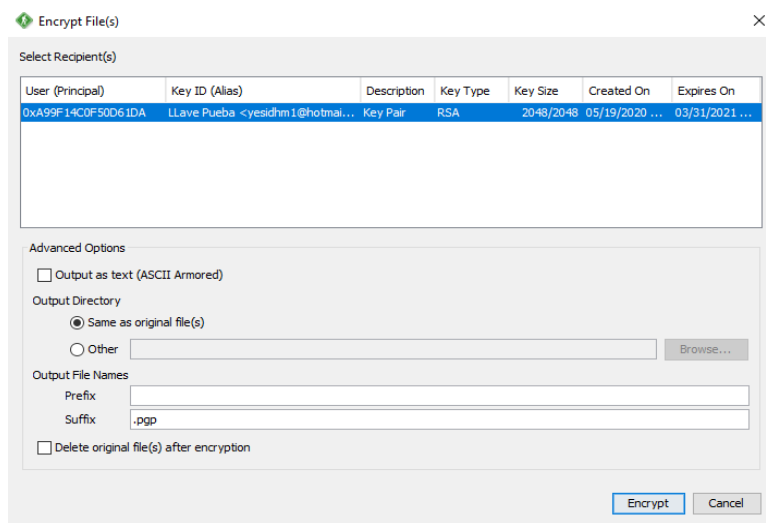 Encrypt File(s)
Select Recipient(s)
User (Principal) Key ID (Alias) Description Key Type Key Size Created On Expires On
0xA99F14C0F50D61DA LLave Pueba <yesidhm1@hotmai... Key Pair RSA 2048/2048 05/19/2020 ... 03/31/2021 ...
Advanced Options
Output as text (ASCII Armored)
Output Directory
Same as original file(s)
Other Browse...
Output File Names
Prefix
Suffix .pgp
Delete original file(s) after encryption
Encrypt Cancel